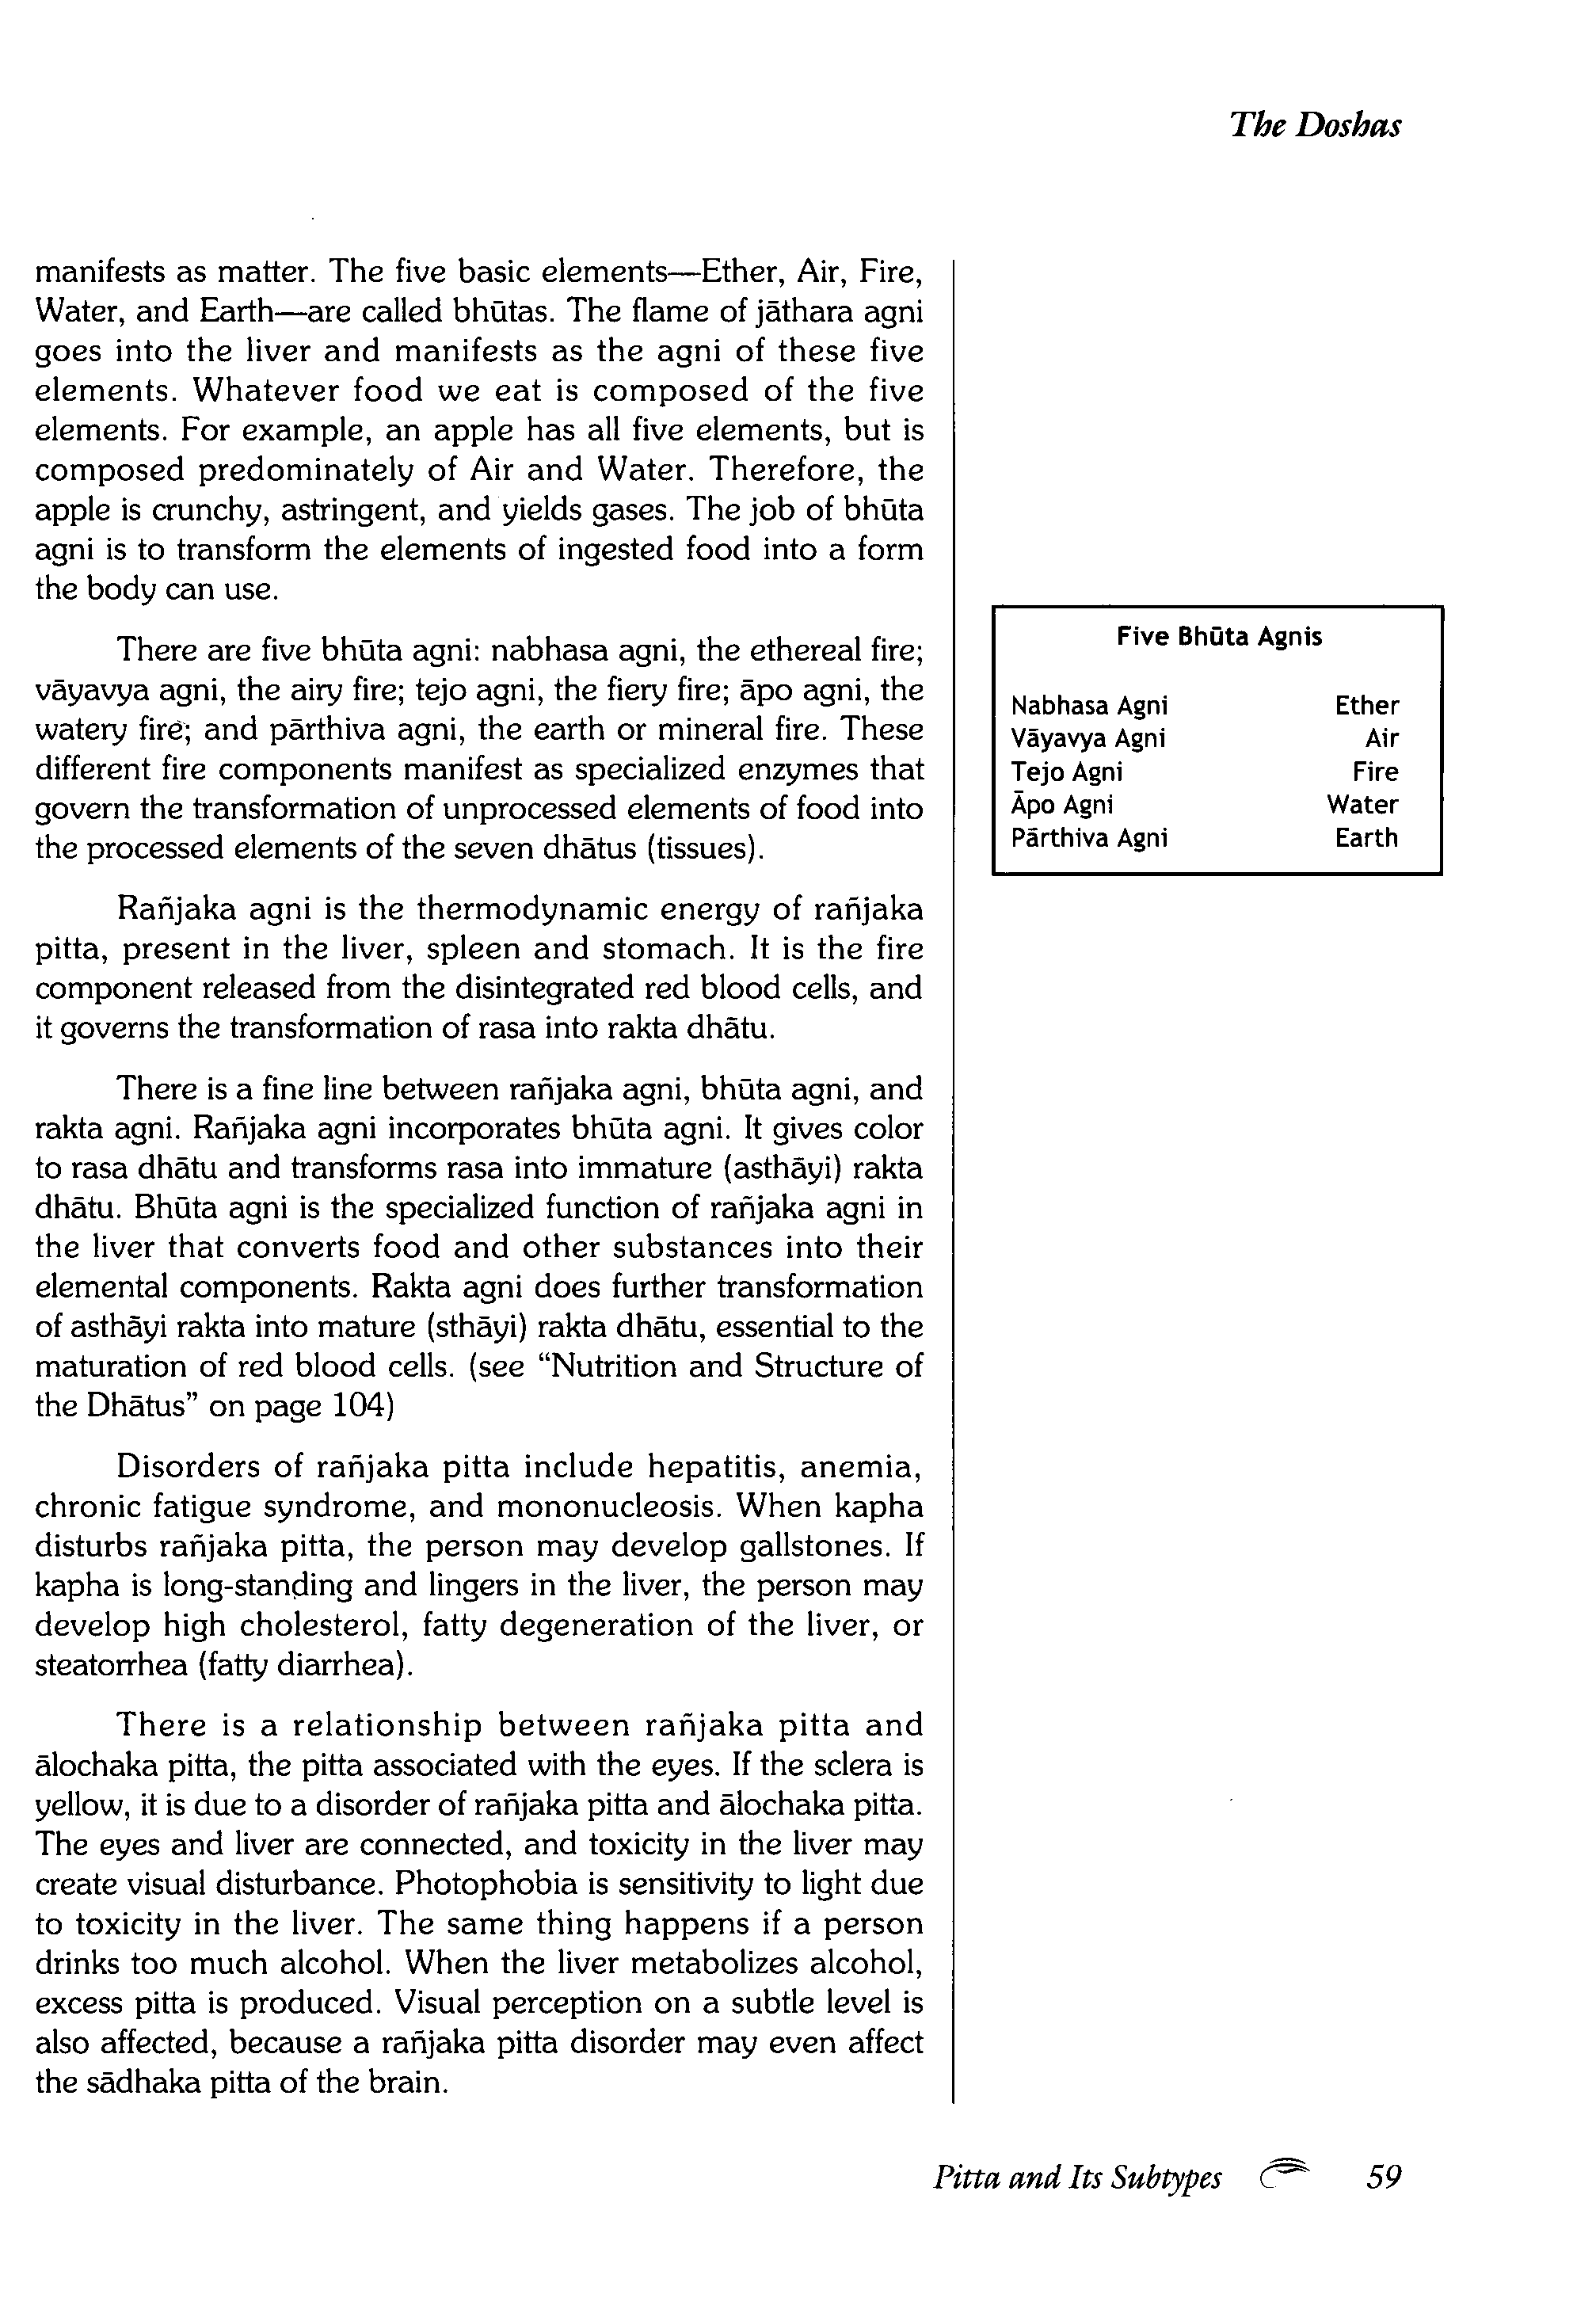 The Doshas
manifests as matter. The five basic elements—Ether, Air, Fire,
Water, and Earth—are called bhūtas. The flame of jāthara agni
goes into the liver and manifests as the agni of these five
elements. Whatever food we eat is composed of the five
elements. For example, an apple has all five elements, but is
composed predominately of Air and Water. Therefore, the
apple is crunchy, astringent, and yields gases. The job of bhūta
agni is to transform the elements of ingested food into a form
the body can use.
There are five bhūta agni: nabhasa agni, the ethereal fire;
vāyavya agni, the airy fire; tejo agni, the fiery fire; āpo agni, the
watery fire; and pārthiva agni, the earth or mineral fire. These
different fire components manifest as specialized enzymes that
govern the transformation of unprocessed elements of food into
the processed elements of the seven dhātus (tissues).
Rañjaka agni is the thermodynamic energy of rañjaka
pitta, present in the liver, spleen and stomach. It is the fire
component released from the disintegrated red blood cells, and
it governs the transformation of rasa into rakta dhātu.
There is a fine line between rañjaka agni, bhūta agni, and
rakta agni. Rañjaka agni incorporates bhūta agni. It gives color
to rasa dhātu and transforms rasa into immature (asthāyi) rakta
dhātu. Bhūta agni is the specialized function of rañjaka agni in
the liver that converts food and other substances into their
elemental components. Rakta agni does further transformation
of asthāyi rakta into mature (sthāyi) rakta dhātu, essential to the
maturation of red blood cells. (see “Nutrition and Structure of
the Dhātus” on page 104)
Disorders of rañjaka pitta include hepatitis, anemia,
chronic fatigue syndrome, and mononucleosis. When kapha
disturbs rañjaka pitta, the person may develop gallstones. If
kapha is long-standing and lingers in the liver, the person may
develop high cholesterol, fatty degeneration of the liver, or
steatorrhea (fatty diarrhea).
There is a relationship between rañjaka pitta and
ālochaka pitta, the pitta associated with the eyes. If the sclera is
yellow, it is due to a disorder of rañjaka pitta and ālochaka pitta.
The eyes and liver are connected, and toxicity in the liver may
create visual disturbance. Photophobia is sensitivity to light due
to toxicity in the liver. The same thing happens if a person
drinks too much alcohol. When the liver metabolizes alcohol,
excess pitta is produced. Visual perception on a subtle level is
also affected, because a rañjaka pitta disorder may even affect
the sādhaka pitta of the brain.
Five Bhūta Agnis
Nabhasa Agni Ether
Vāyavya Agni Air
Tejo Agni Fire
Āpo Agni Water
Pārthiva Agni Earth
Pitta and Its Subtypes 59